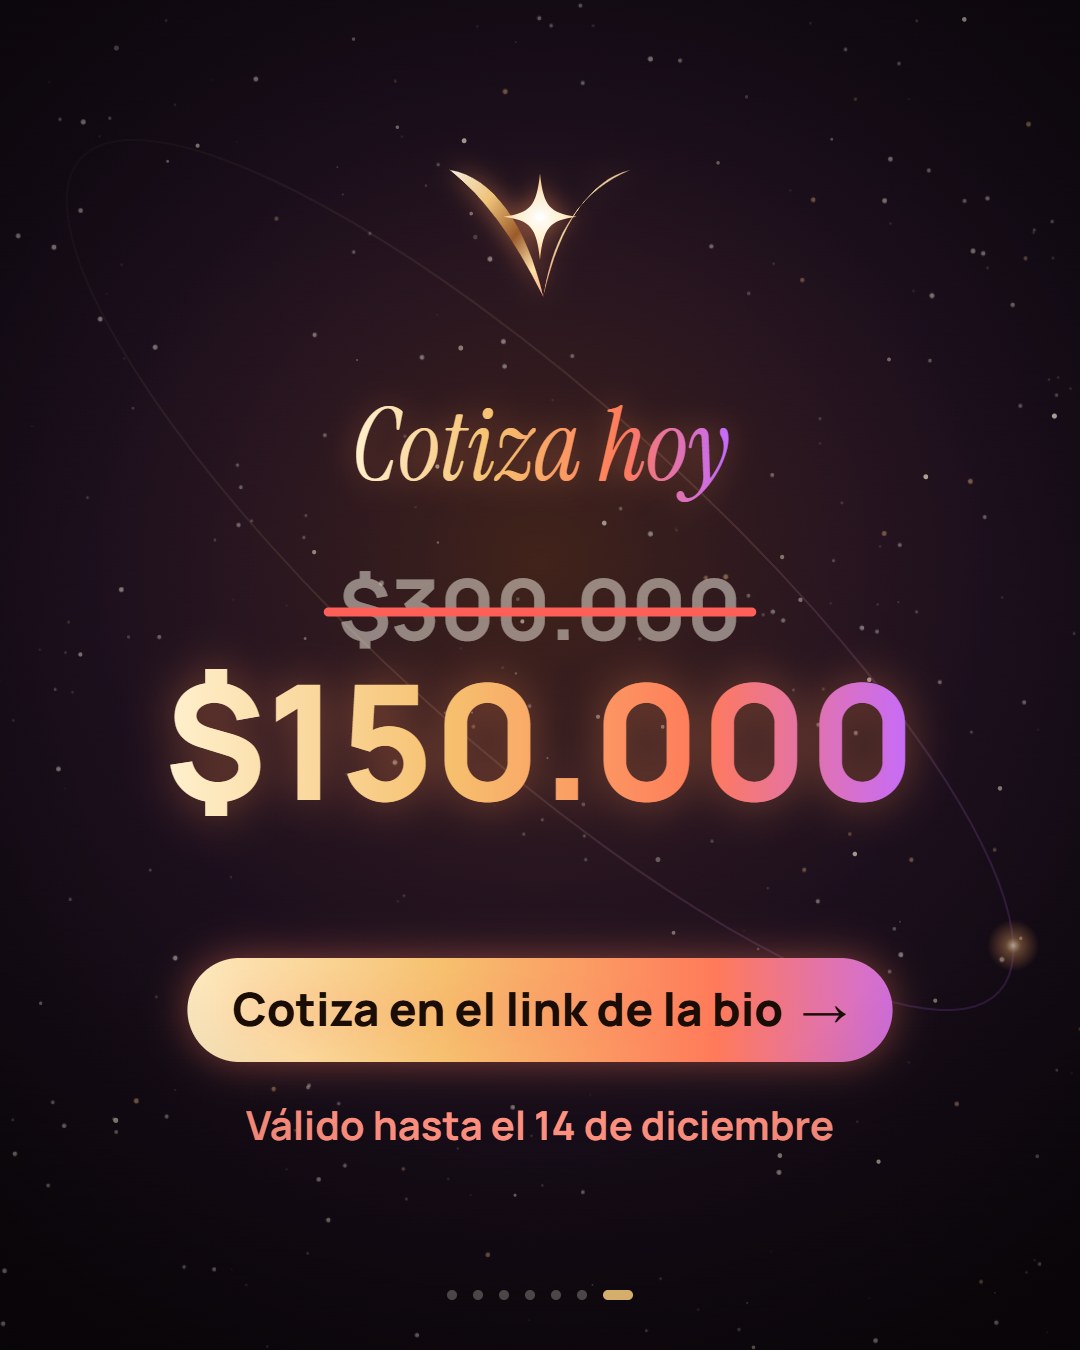 Cotiza hoy
$300.000
$150.000
Cotiza en el link de la bio →
Válido hasta el 14 de diciembre